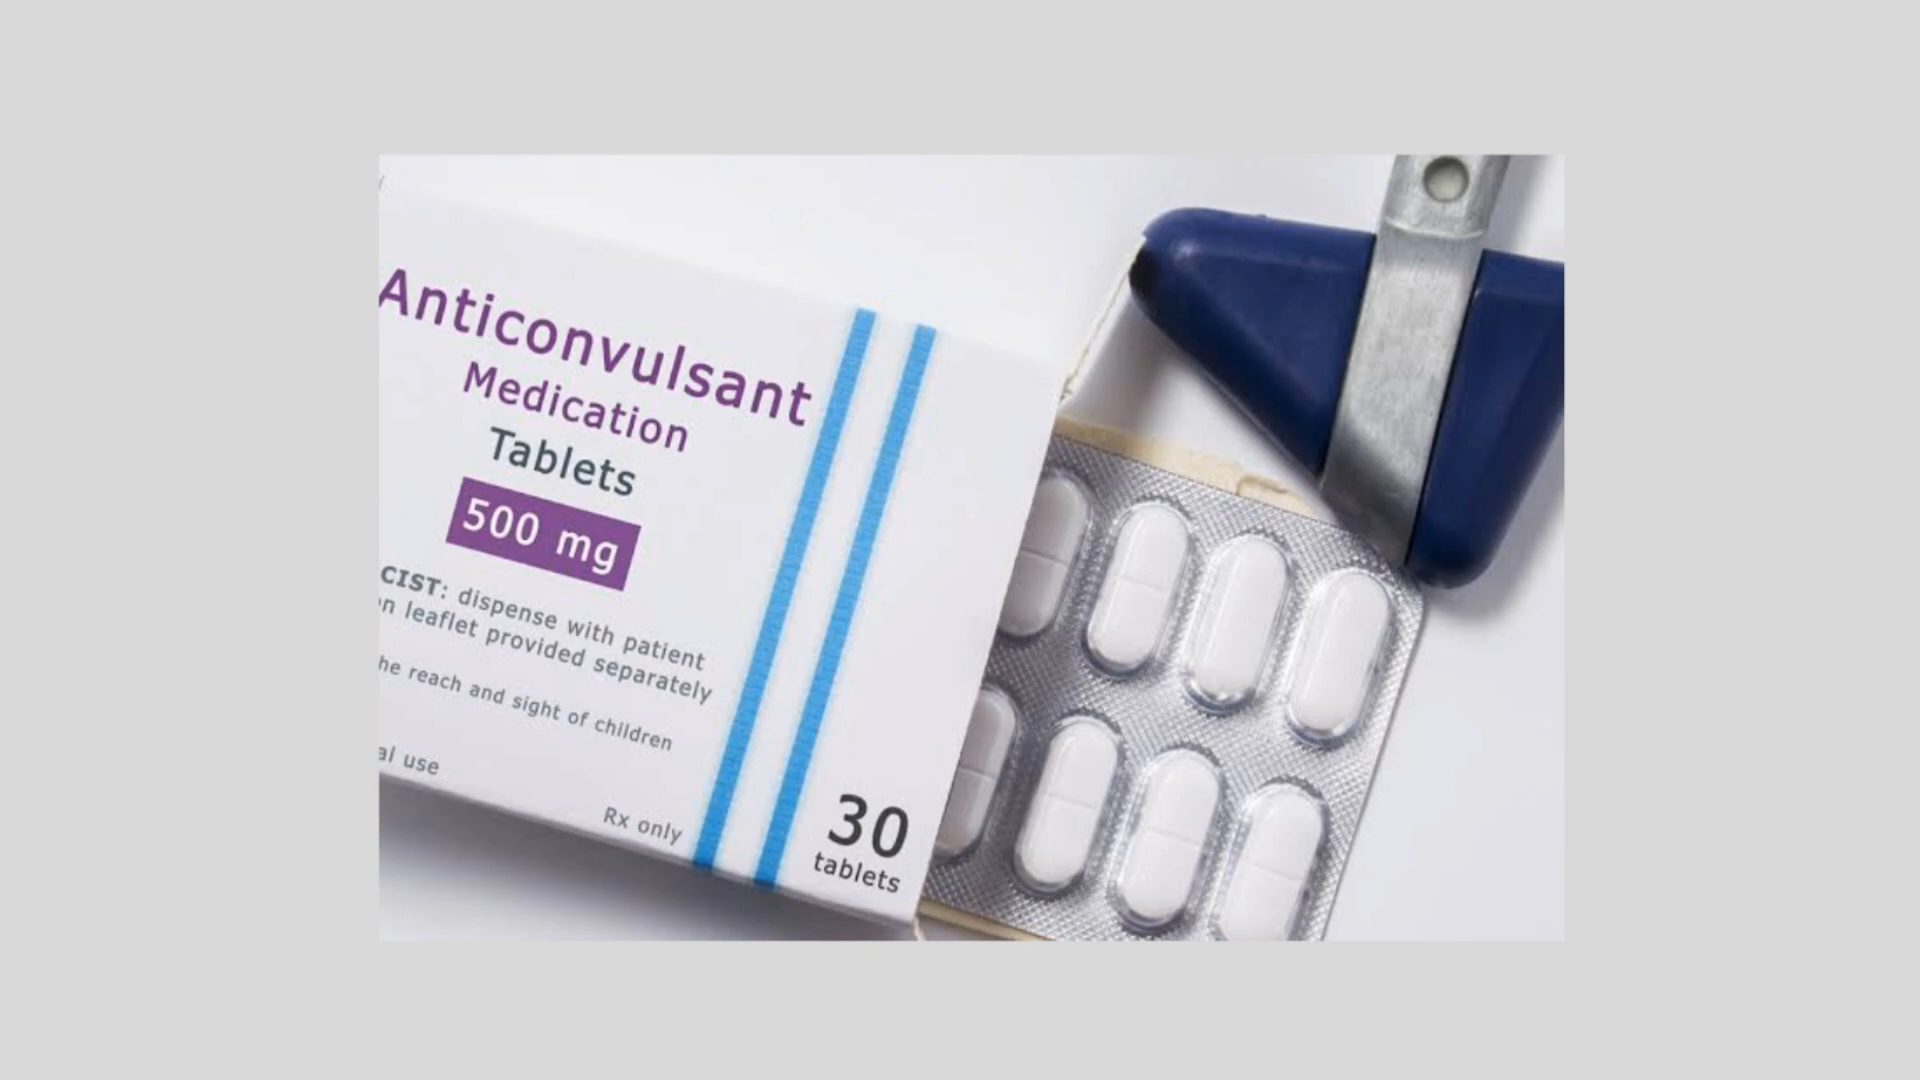 Anticonvulsant
Medication
Tablets
500 mg
CIST: dispense with patient
n leaflet provided separately
he reach and sight of children
al use
Rx only
30
tablets